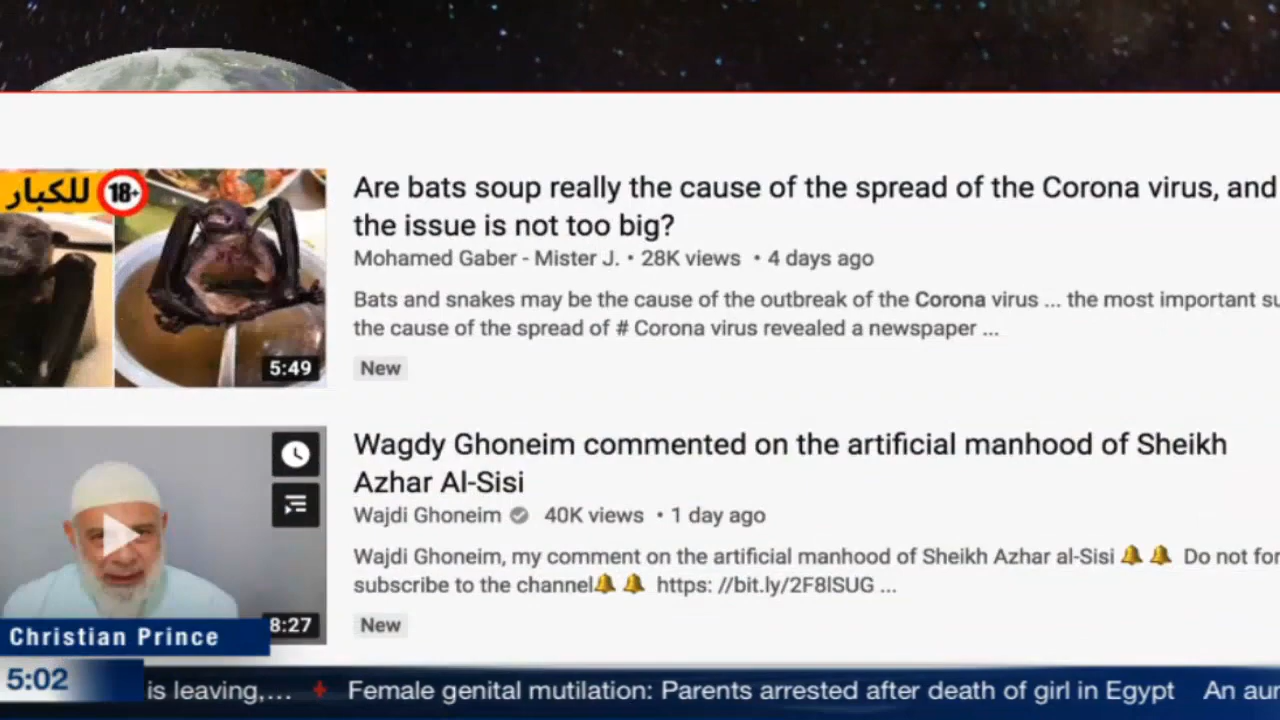 للكبار 18+
5:49
Are bats soup really the cause of the spread of the Corona virus, and
the issue is not too big?
Mohamed Gaber - Mister J. • 28K views • 4 days ago
Bats and snakes may be the cause of the outbreak of the Corona virus ... the most important su
the cause of the spread of # Corona virus revealed a newspaper ...
New
Wagdy Ghoneim commented on the artificial manhood of Sheikh
Azhar Al-Sisi
Wajdi Ghoneim 40K views • 1 day ago
Wajdi Ghoneim, my comment on the artificial manhood of Sheikh Azhar al-Sisi 🔔 🔔 Do not for
subscribe to the channel🔔 🔔 https: //bit.ly/2F8lSUG ...
8:27
New
Christian Prince
5:02
is leaving,... + Female genital mutilation: Parents arrested after death of girl in Egypt An aur